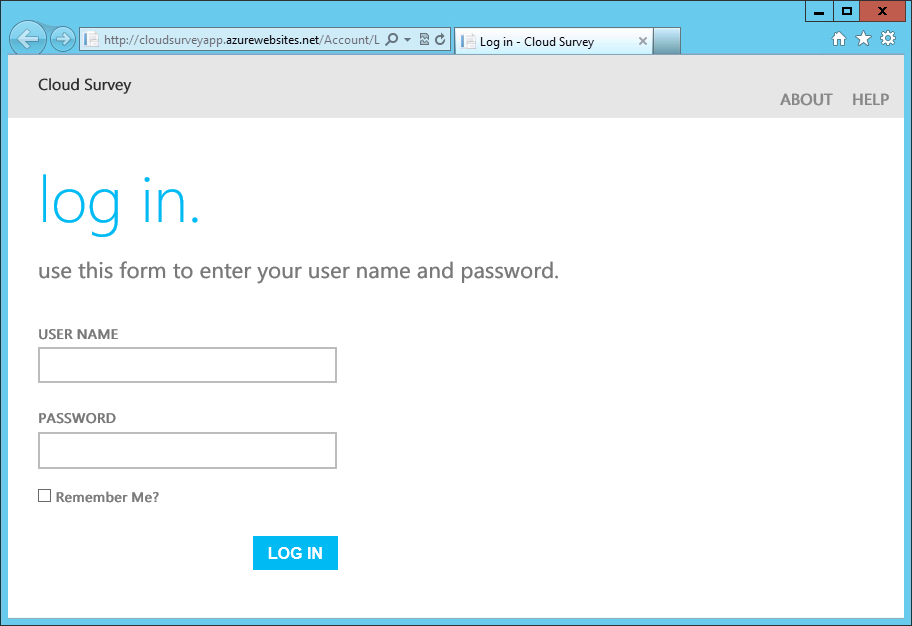 http://cloudsurveyapp.azurewebsites.net/Account/L
Log in - Cloud Survey
Cloud Survey
ABOUT HELP
log in.
use this form to enter your user name and password.
USER NAME
PASSWORD
Remember Me?
LOG IN